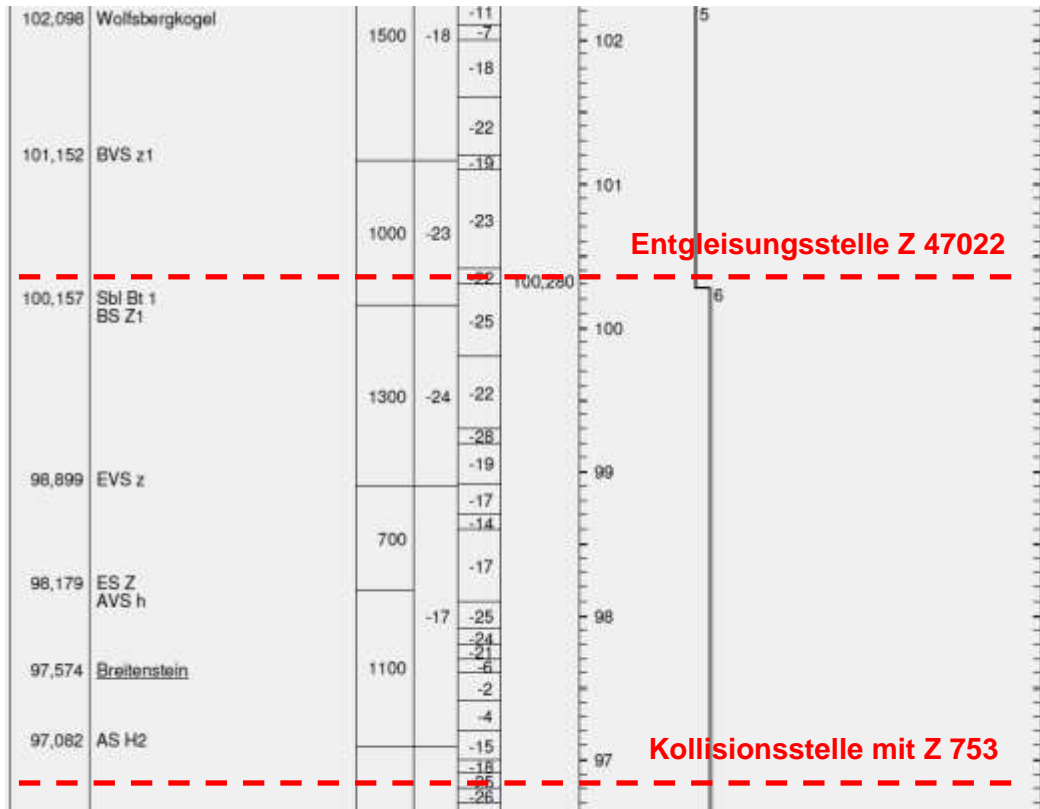 102,098 Wolfsbergkogel 1500 -18 -11 5
-7 102
-18
-22
101,152 BVS z1 -19
101
1000 -23 -23
Entgleisungsstelle Z 47022
-22 100,280
100,157 Sbl Bt 1 6
BS Z1 -25
100
1300 -24 -22
-28
-19 99
98,899 EVS z
-17
-14
700
-17
98,179 ES Z
AVS h
-17 -25 98
-24
-21
97,574 Breitenstein 1100 -6
-2
-4
97,082 AS H2 -15 Kollisionsstelle mit Z 753
-18 97
-26